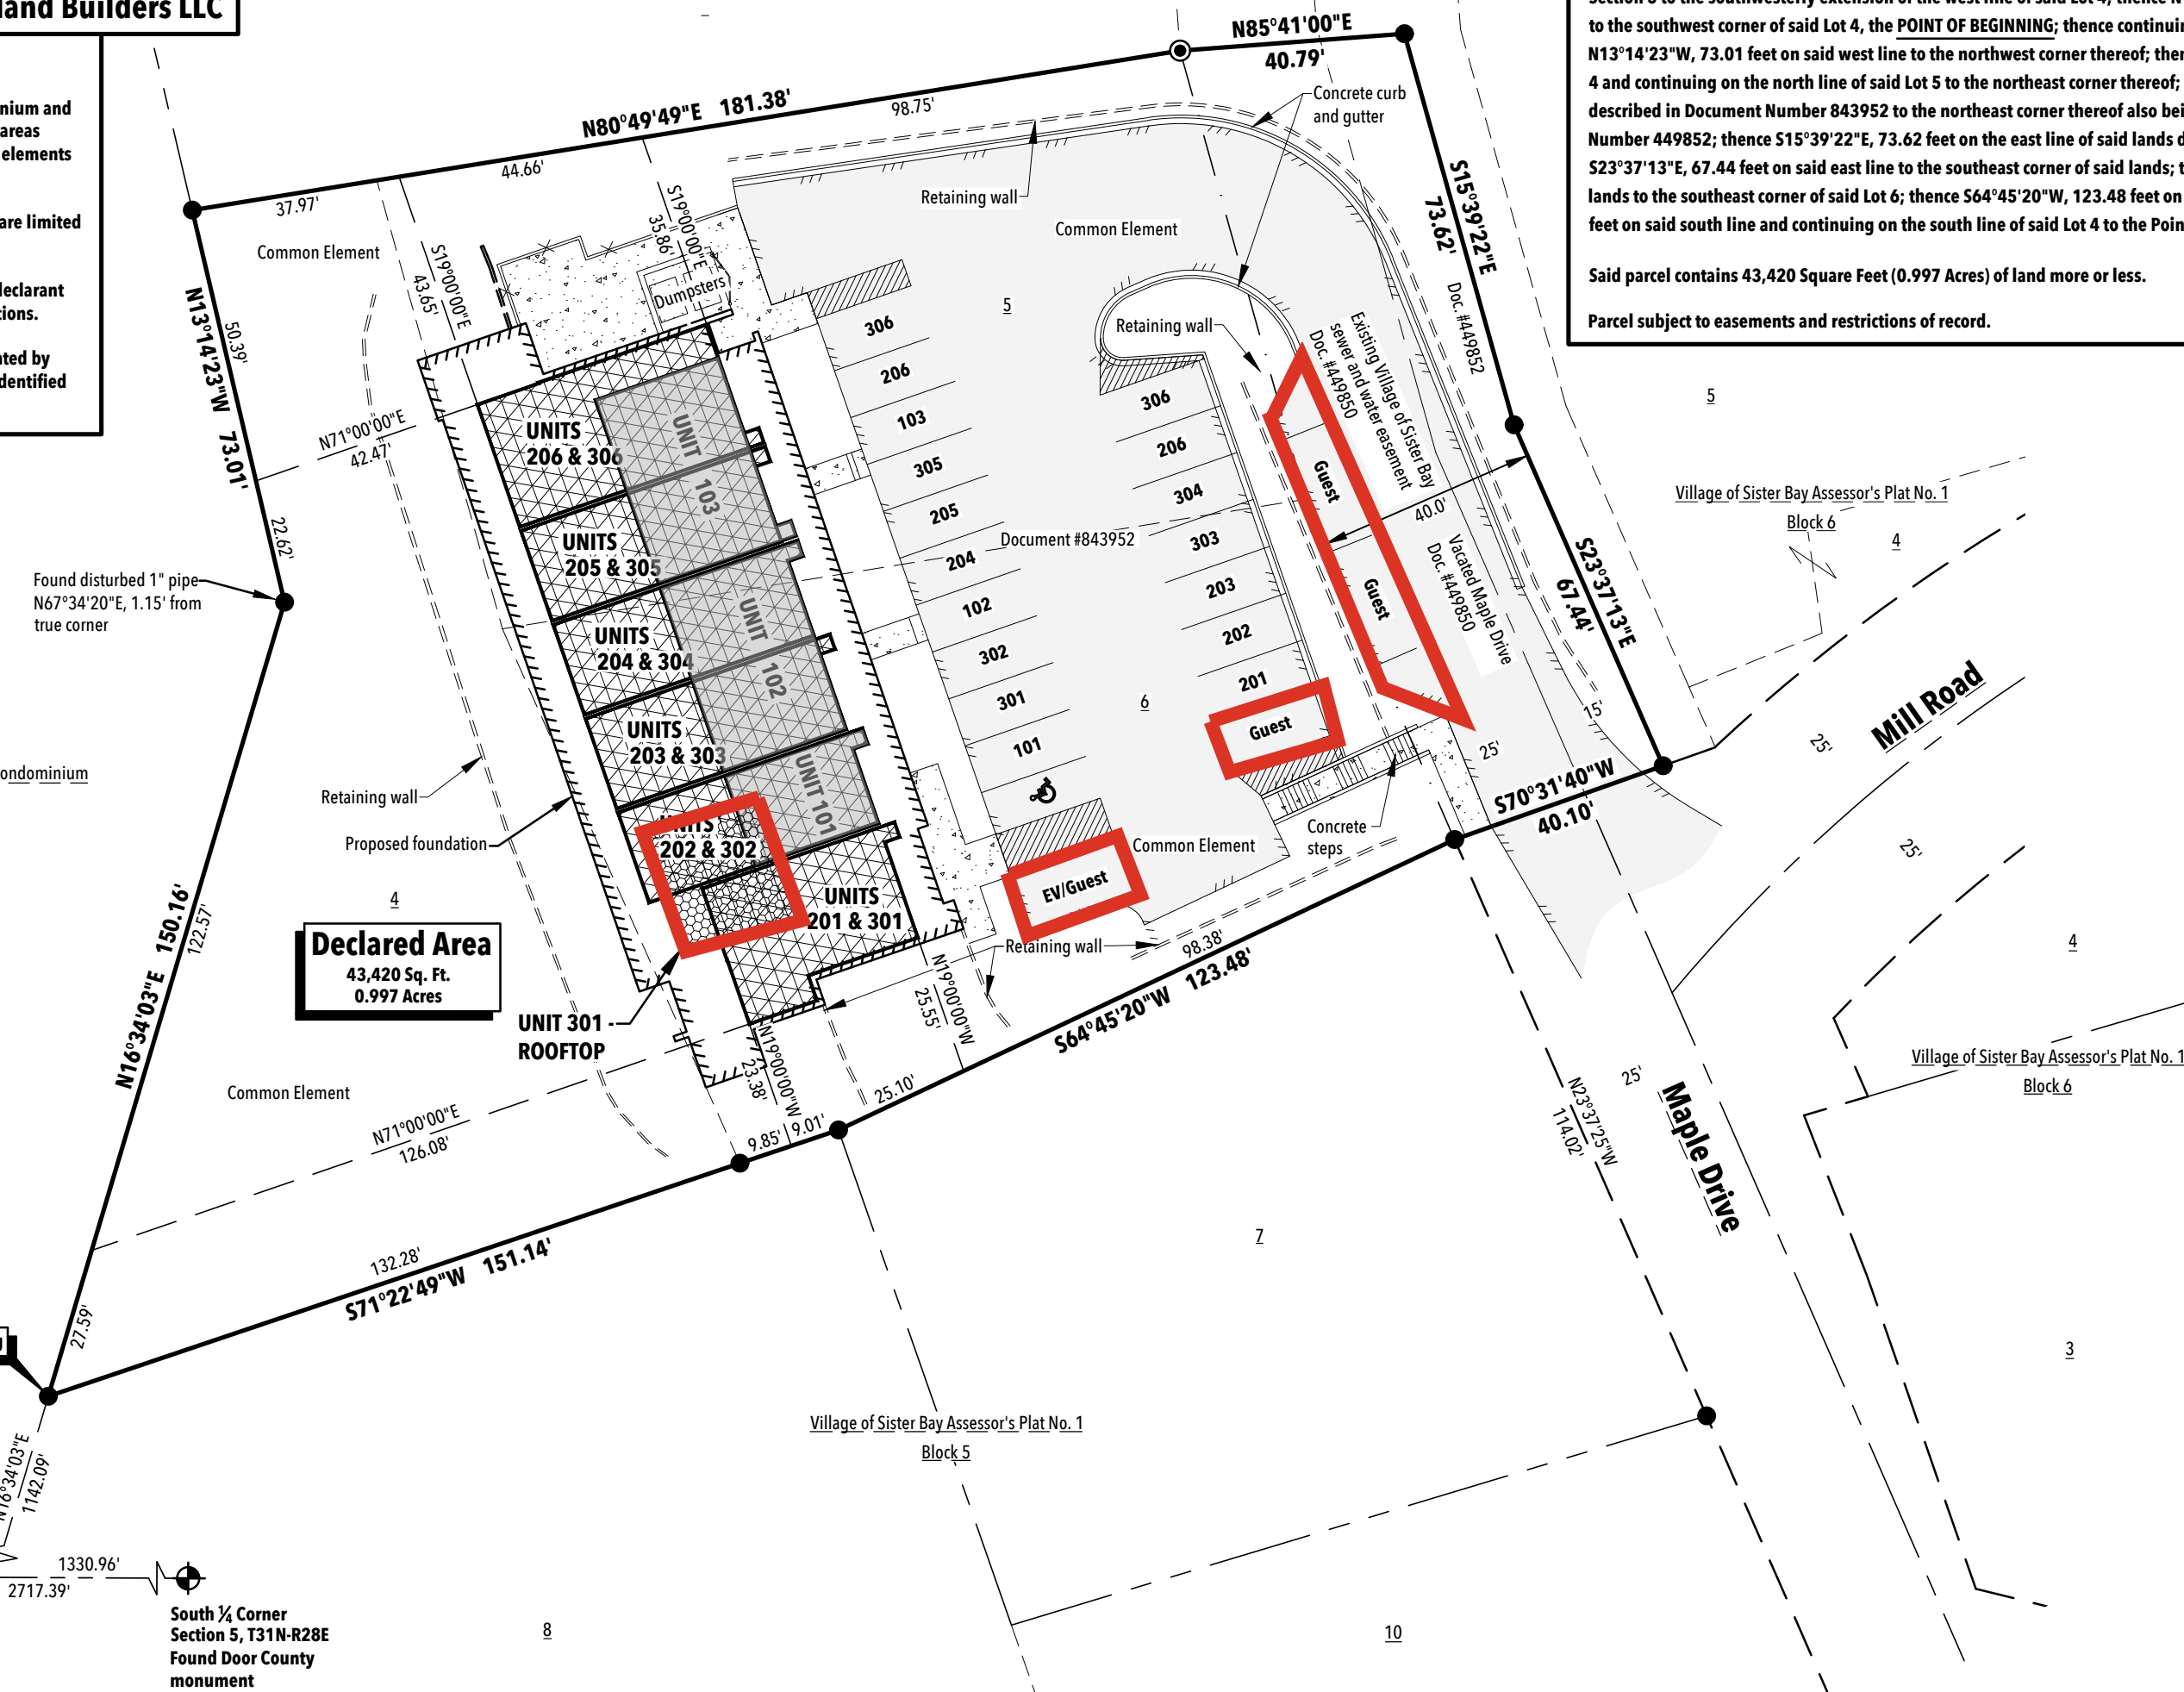 land Builders LLC
nium and
areas
elements
are limited
declarant
tions.
ated by
identified
to the southwest corner of said Lot 4, the POINT OF BEGINNING; thence continuin
N13°14'23"W, 73.01 feet on said west line to the northwest corner thereof; then
4 and continuing on the north line of said Lot 5 to the northeast corner thereof;
described in Document Number 843952 to the northeast corner thereof also bei
Number 449852; thence S15°39'22"E, 73.62 feet on the east line of said lands d
S23°37'13"E, 67.44 feet on said east line to the southeast corner of said lands; t
lands to the southeast corner of said Lot 6; thence S64°45'20"W, 123.48 feet on
feet on said south line and continuing on the south line of said Lot 4 to the Poin
Said parcel contains 43,420 Square Feet (0.997 Acres) of land more or less.
Parcel subject to easements and restrictions of record.
N85°41'00"E
40.79'
N80°49'49"E 181.38'
98.75'
44.66'
37.97'
Concrete curb
and gutter
Retaining wall
Common Element
Common Element
S19°00'00"E
43.65'
S19°00'00"E
35.86'
Dumpsters
S15°39'22"E
73.62'
Doc. #449852
N13°14'23"W 73.01'
50.39'
22.62'
N71°00'00"E
42.47'
5
Retaining wall
Existing Village of Sister Bay
sewer and water easement
Doc. #449850
306
206
103
305
205
204
102
302
301
101
306
206
304
303
203
202
201
Guest
Guest
Guest
EV/Guest
Document #843952
40.0'
Vacated Maple Drive
Doc. #449850
S23°37'13"E
67.44'
5
Village of Sister Bay Assessor's Plat No. 1
Block 6
4
UNITS
206 & 306
UNIT
103
UNITS
205 & 305
UNITS
204 & 304
UNIT
102
UNITS
203 & 303
UNIT 101
UNITS
202 & 302
UNITS
201 & 301
Found disturbed 1" pipe
N67°34'20"E, 1.15' from
true corner
ondominium
Retaining wall
Proposed foundation
6
15'
25'
25'
Mill Road
25'
S70°31'40"W
40.10'
Concrete
steps
Common Element
Retaining wall
98.38'
S64°45'20"W 123.48'
4
Declared Area
43,420 Sq. Ft.
0.997 Acres
UNIT 301 -
ROOFTOP
N16°34'03"E 150.16'
122.57'
27.59'
Common Element
N71°00'00"E
126.08'
N19°00'00"W
23.38'
N19°00'00"W
25.55'
25.10'
9.85'
9.01'
132.28'
S71°22'49"W 151.14'
4
Village of Sister Bay Assessor's Plat No. 1
Block 6
25'
Maple Drive
N23°37'25"W
114.02'
7
3
Village of Sister Bay Assessor's Plat No. 1
Block 5
N16°34'03"E
1142.09'
1330.96'
2717.39'
South ¼ Corner
Section 5, T31N-R28E
Found Door County
monument
8
10